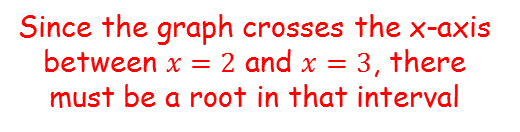 Since the graph crosses the x-axis
between x = 2 and x = 3, there
must be a root in that interval